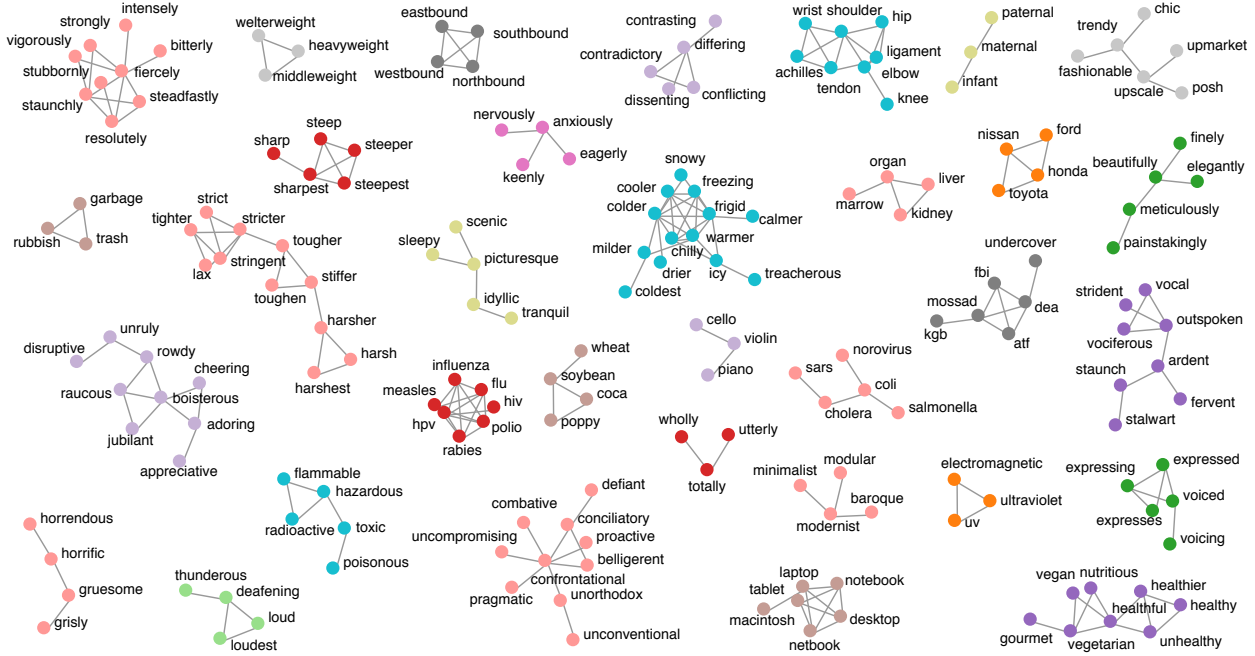 intensely
strongly
vigorously
bitterly
stubbornly
fiercely
staunchly
steadfastly
resolutely
welterweight
heavyweight
middleweight
eastbound
southbound
westbound
northbound
contrasting
differing
contradictory
dissenting
conflicting
wrist shoulder
hip
ligament
achilles
elbow
tendon
knee
paternal
maternal
infant
chic
trendy
upmarket
fashionable
upscale
posh
sharp
steep
steeper
sharpest
steepest
nervously
anxiously
eagerly
keenly
snowy
cooler
freezing
colder
frigid
calmer
warmer
milder
chilly
drier
icy
treacherous
coldest
organ
liver
marrow
kidney
nissan
ford
honda
toyota
finely
beautifully
elegantly
meticulously
painstakingly
garbage
rubbish
trash
strict
tighter
stricter
tougher
lax
stringent
stiffer
toughen
harsher
harsh
harshest
scenic
sleepy
picturesque
idyllic
tranquil
undercover
fbi
mossad
dea
kgb
atf
vocal
strident
outspoken
vociferous
ardent
staunch
fervent
stalwart
unruly
disruptive
rowdy
cheering
raucous
boisterous
adoring
jubilant
appreciative
cello
violin
piano
influenza
measles
flu
hiv
hpv
polio
rabies
wheat
soybean
coca
poppy
norovirus
sars
coli
cholera
salmonella
wholly
utterly
totally
minimalist
modular
baroque
modernist
electromagnetic
ultraviolet
uv
expressing
expressed
voiced
expresses
voicing
flammable
hazardous
radioactive
toxic
poisonous
defiant
combative
conciliatory
uncompromising
proactive
belligerent
confrontational
pragmatic
unorthodox
unconventional
horrendous
horrific
gruesome
grisly
thunderous
deafening
loud
loudest
laptop
tablet
notebook
macintosh
desktop
netbook
vegan
nutritious
healthier
healthful
healthy
gourmet
vegetarian
unhealthy